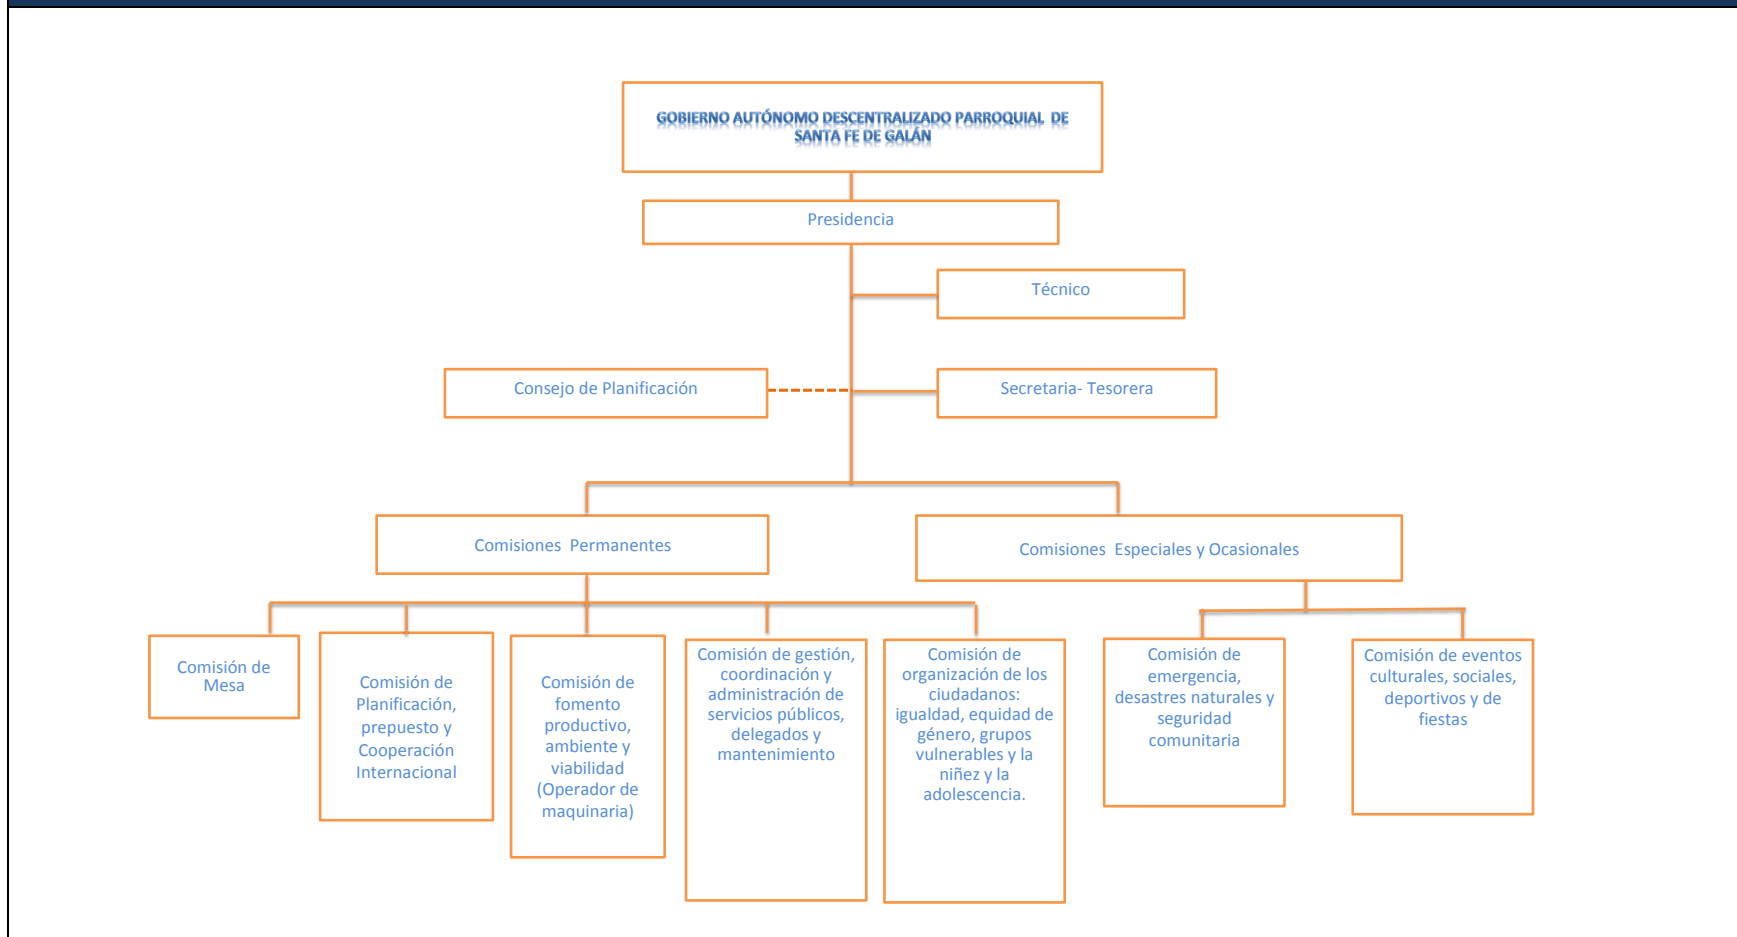 GOBIERNO AUTÓNOMO DESCENTRALIZADO PARROQUIAL DE
SANTA FE DE GALÁN
Presidencia
Técnico
Consejo de Planificación
Secretaria- Tesorera
Comisiones Permanentes
Comisiones Especiales y Ocasionales
Comisión de
Mesa
Comisión de
Planificación,
prepuesto y
Cooperación
Internacional
Comisión de
fomento
productivo,
ambiente y
viabilidad
(Operador de
maquinaria)
Comisión de gestión,
coordinación y
administración de
servicios públicos,
delegados y
mantenimiento
Comisión de
organización de los
ciudadanos:
igualdad, equidad de
género, grupos
vulnerables y la
niñez y la
adolescencia.
Comisión de
emergencia,
desastres naturales y
seguridad
comunitaria
Comisión de eventos
culturales, sociales,
deportivos y de
fiestas